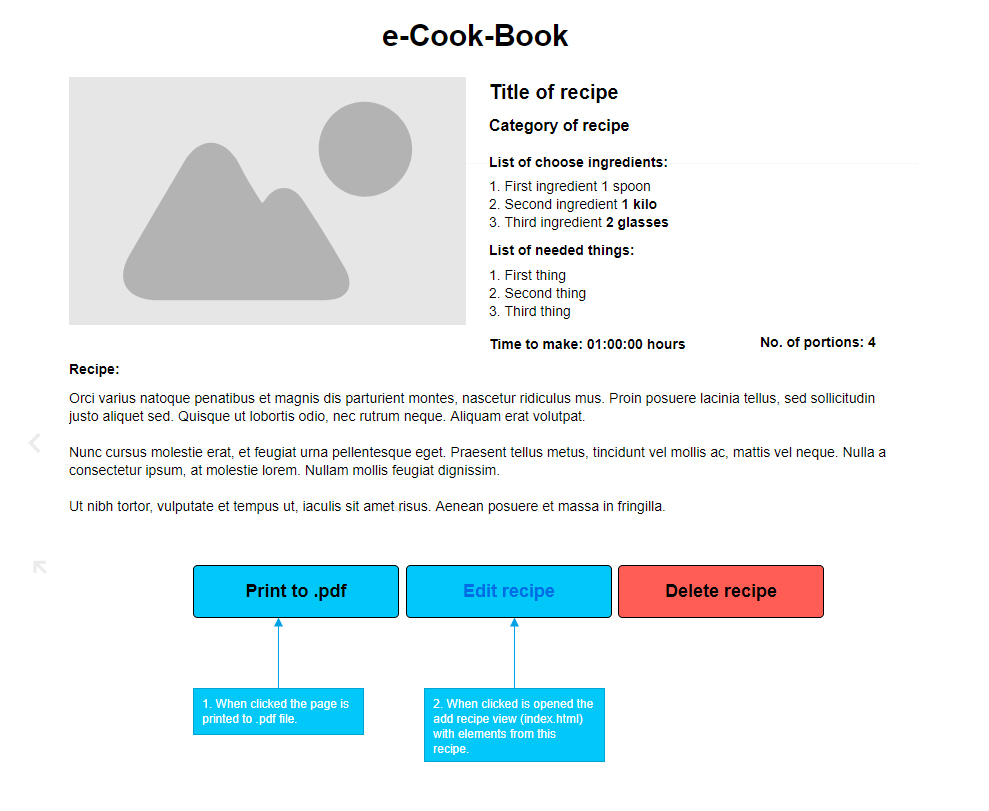 e-Cook-Book
Title of recipe
Category of recipe
List of choose ingredients:
1. First ingredient 1 spoon
2. Second ingredient 1 kilo
3. Third ingredient 2 glasses
List of needed things:
1. First thing
2. Second thing
3. Third thing
Time to make: 01:00:00 hours
No. of portions: 4
Recipe:
Orci varius natoque penatibus et magnis dis parturient montes, nascetur ridiculus mus. Proin posuere lacinia tellus, sed sollicitudin
justo aliquet sed. Quisque ut lobortis odio, nec rutrum neque. Aliquam erat volutpat.
Nunc cursus molestie erat, et feugiat urna pellentesque eget. Praesent tellus metus, tincidunt vel mollis ac, mattis vel neque. Nulla a
consectetur ipsum, at molestie lorem. Nullam mollis feugiat dignissim.
Ut nibh tortor, vulputate et tempus ut, iaculis sit amet risus. Aenean posuere et massa in fringilla.
Print to .pdf
Edit recipe
Delete recipe
1. When clicked the page is
printed to .pdf file.
2. When clicked is opened the
add recipe view (index.html)
with elements from this
recipe.